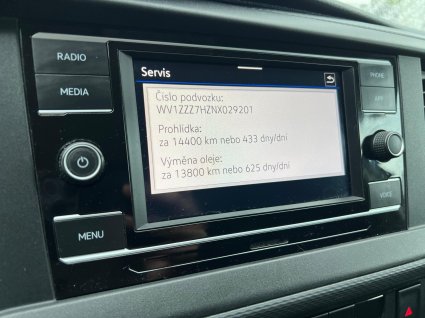 RADIO
MEDIA
MENU
Servis
Číslo podvozku:
WV1ZZZ7HZNX029201
Prohlídka:
za 14400 km nebo 433 dny/dní
Výměna oleje:
za 13800 km nebo 625 dny/dní
PHONE
APP
VOICE